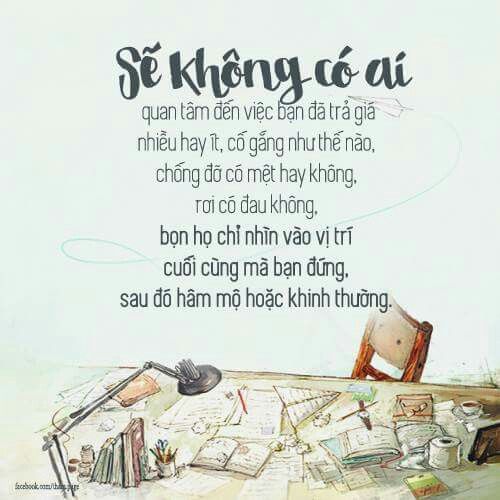 Sẽ không có ai
quan tâm đến việc bạn đã trả giá
nhiều hay ít, cố gắng như thế nào,
chống đỡ có mệt hay không,
rơi có đau không,
bọn họ chỉ nhìn vào vị trí
cuối cùng mà bạn đứng,
sau đó hâm mộ hoặc khinh thường.